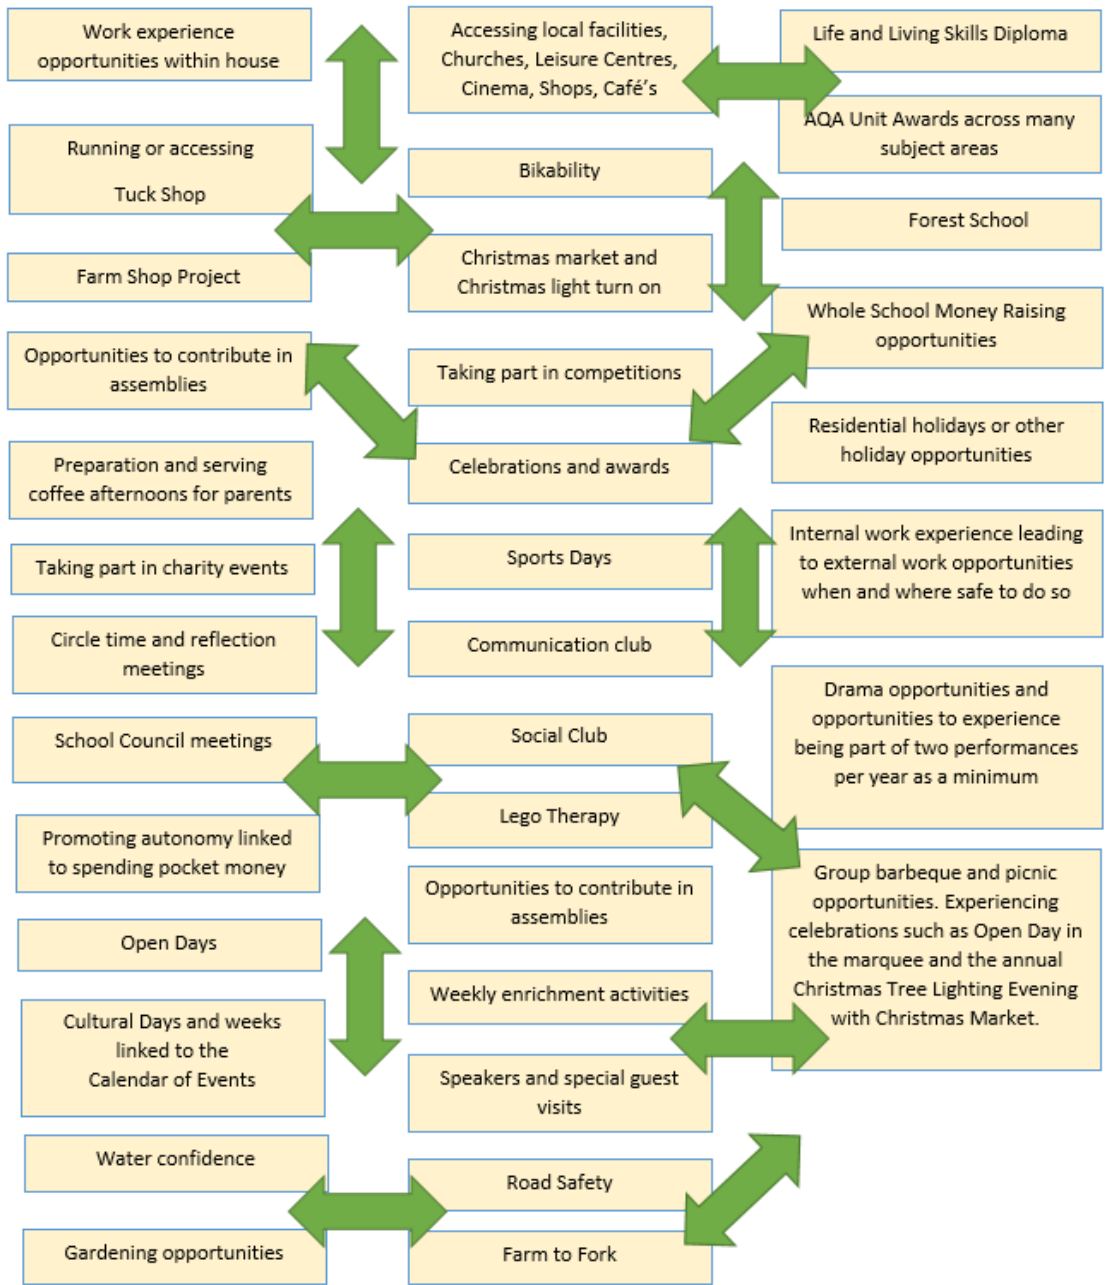 Work experience
opportunities within house
Running or accessing
Tuck Shop
Farm Shop Project
Opportunities to contribute in
assemblies
Preparation and serving
coffee afternoons for parents
Taking part in charity events
Circle time and reflection
meetings
School Council meetings
Promoting autonomy linked
to spending pocket money
Open Days
Cultural Days and weeks
linked to the
Calendar of Events
Water confidence
Gardening opportunities
Accessing local facilities,
Churches, Leisure Centres,
Cinema, Shops, Café's
Bikability
Christmas market and
Christmas light turn on
Taking part in competitions
Celebrations and awards
Sports Days
Communication club
Social Club
Lego Therapy
Opportunities to contribute in
assemblies
Weekly enrichment activities
Speakers and special guest
visits
Road Safety
Farm to Fork
Life and Living Skills Diploma
AQA Unit Awards across many
subject areas
Forest School
Whole School Money Raising
opportunities
Residential holidays or other
holiday opportunities
Internal work experience leading
to external work opportunities
when and where safe to do so
Drama opportunities and
opportunities to experience
being part of two performances
per year as a minimum
Group barbeque and picnic
opportunities. Experiencing
celebrations such as Open Day in
the marquee and the annual
Christmas Tree Lighting Evening
with Christmas Market.